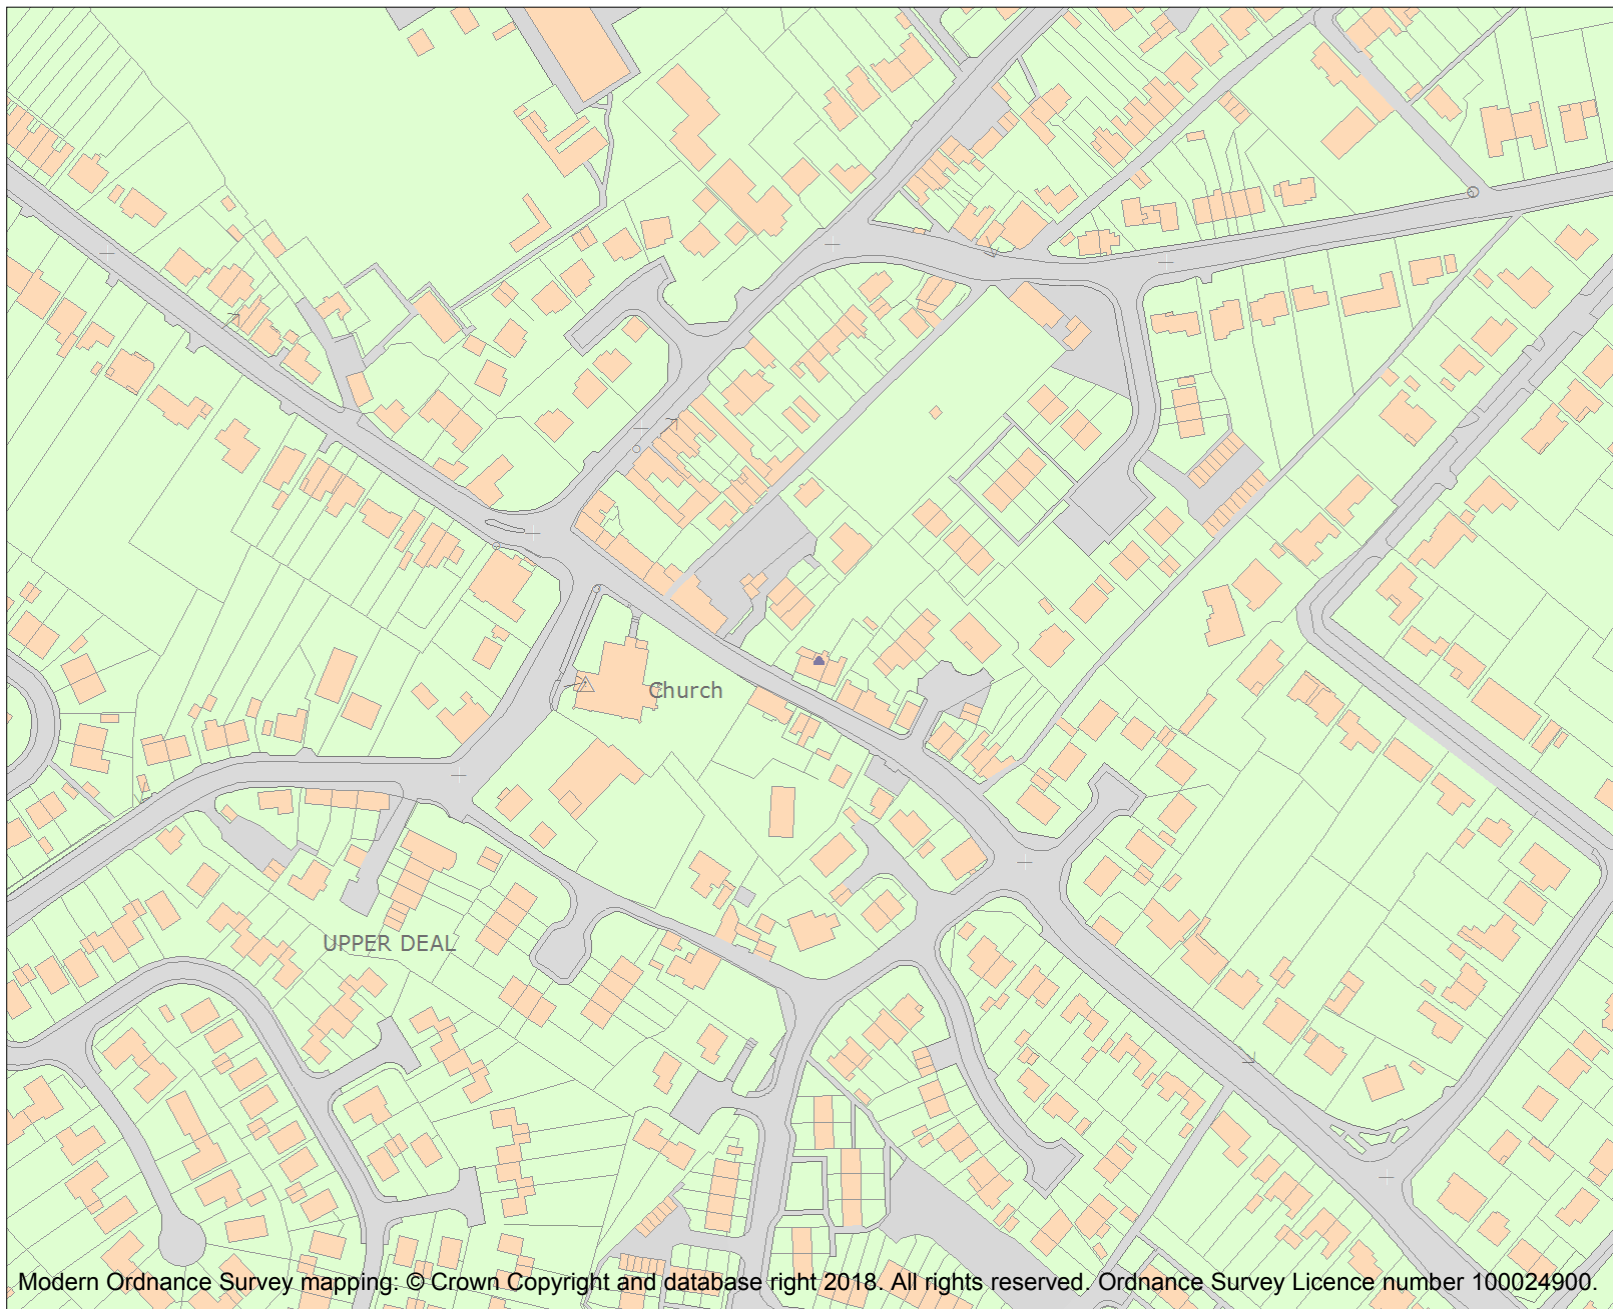 Church
UPPER DEAL
Modern Ordnance Survey mapping: © Crown Copyright and database right 2018. All rights reserved. Ordnance Survey Licence number 100024900.